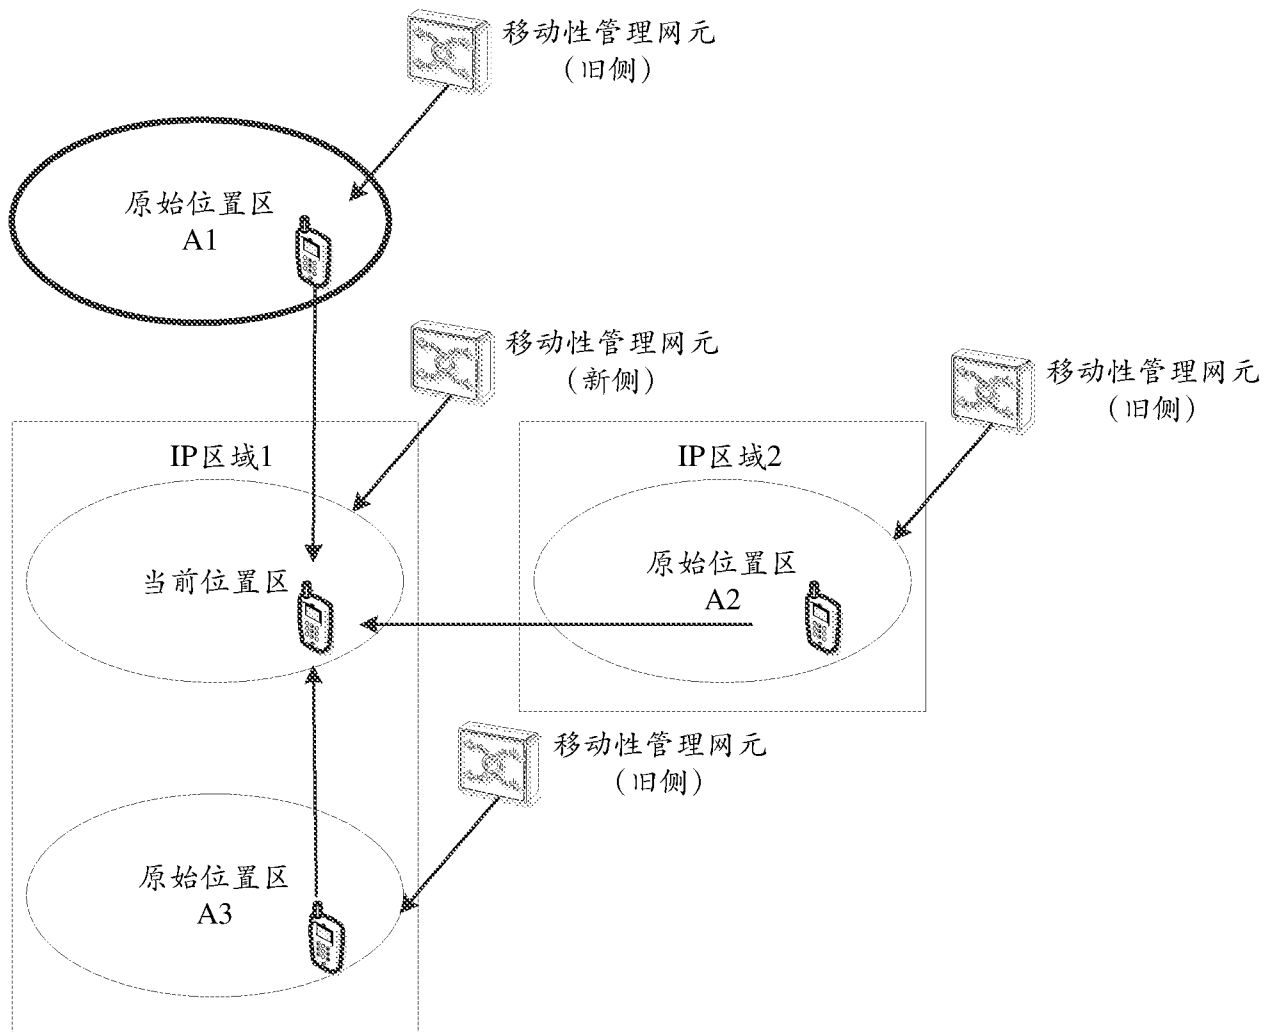 移动性管理网元
(旧侧)
原始位置区
A1
移动性管理网元
(新侧)
移动性管理网元
(旧侧)
IP区域1
IP区域2
当前位置区
原始位置区
A2
移动性管理网元
(旧侧)
原始位置区
A3